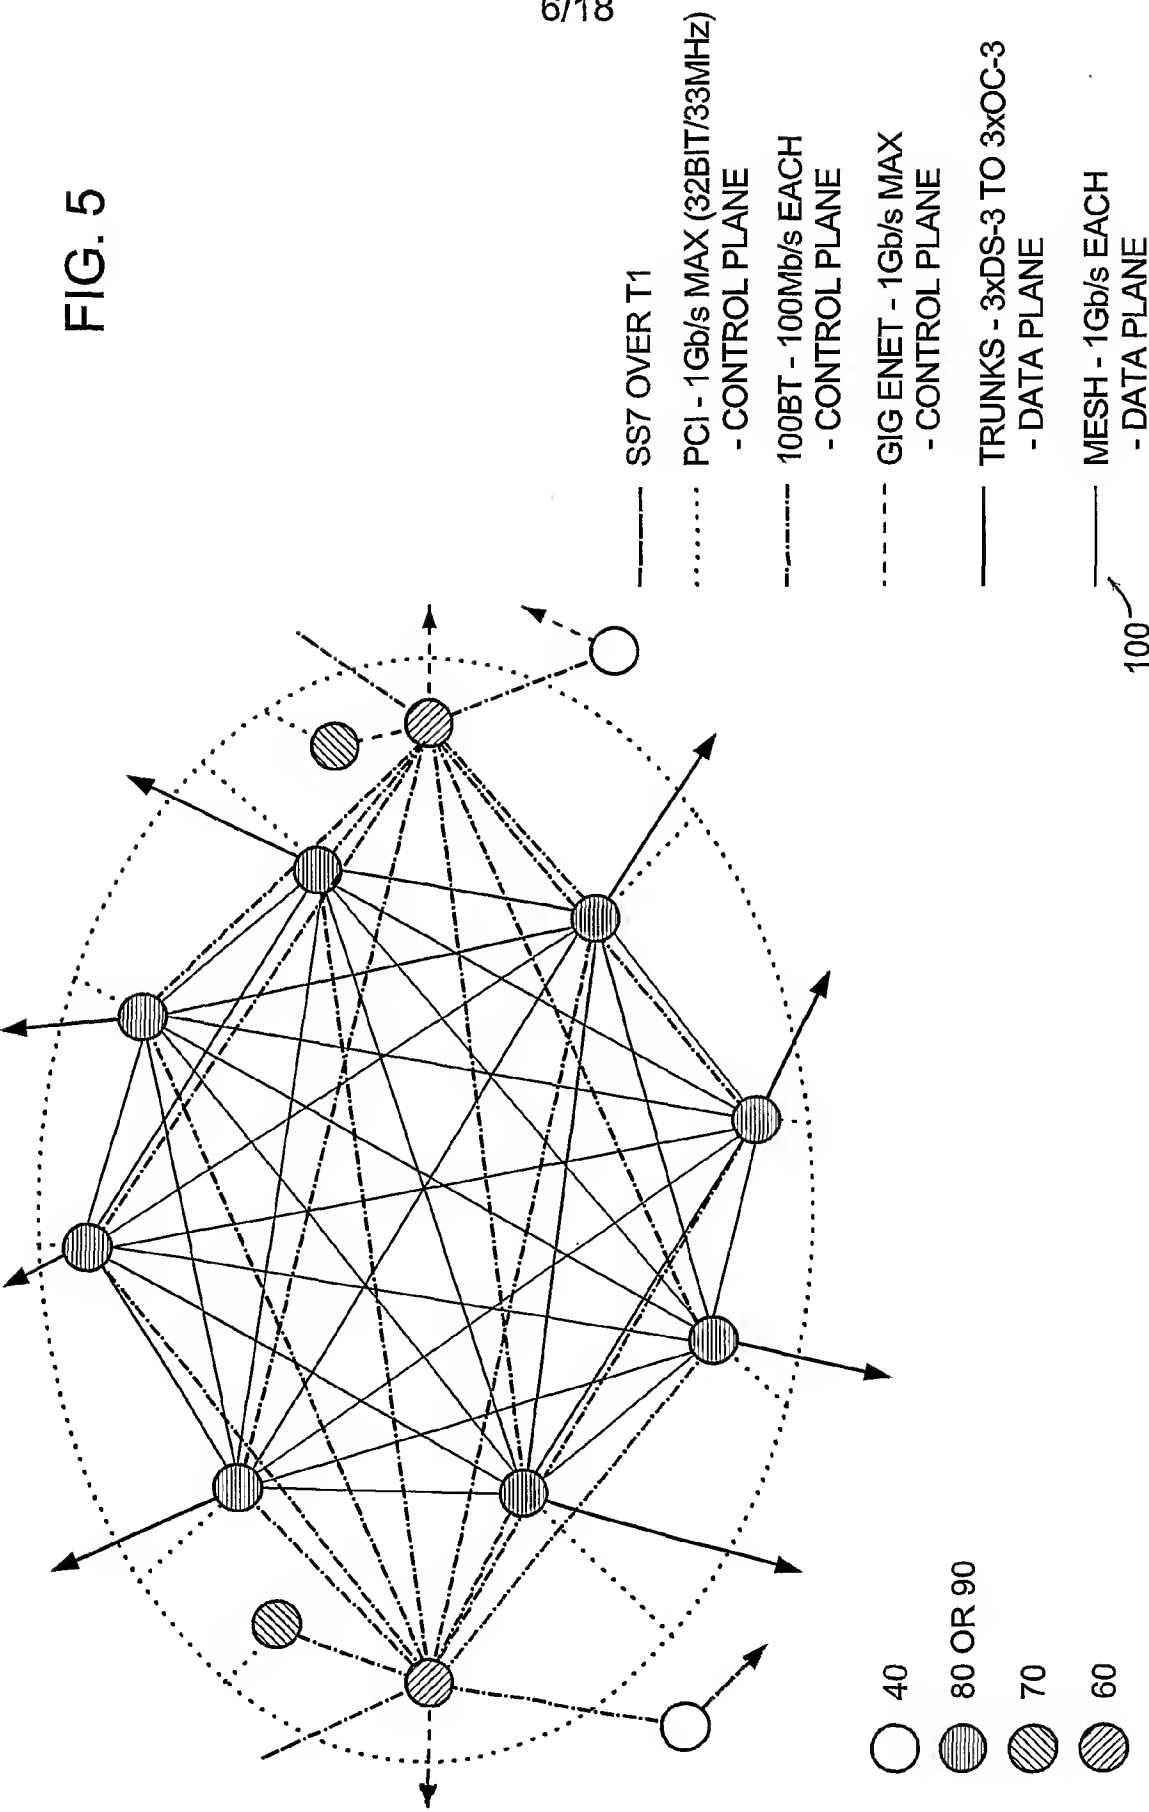 6/18
FIG. 5
SS7 OVER T1
PCI - 1Gb/s MAX (32BIT/33MHz)
- CONTROL PLANE
100BT - 100Mb/s EACH
- CONTROL PLANE
GIG ENET - 1Gb/s MAX
- CONTROL PLANE
TRUNKS - 3xDS-3 TO 3xOC-3
- DATA PLANE
MESH - 1Gb/s EACH
- DATA PLANE
100
40
80 OR 90
70
60